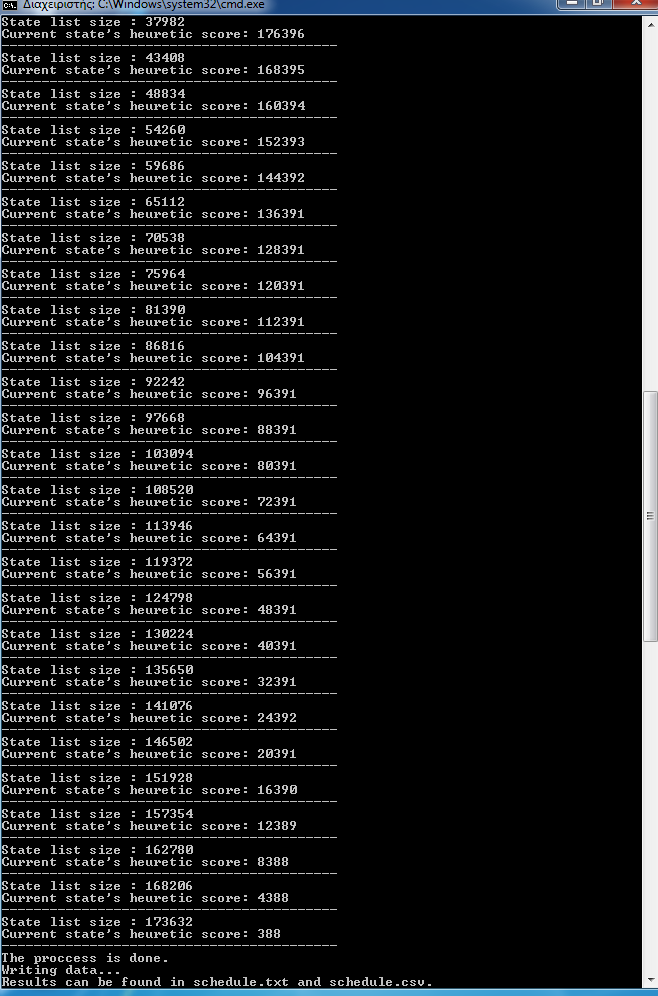 Διαχειριστής: C:\Windows\system32\cmd.exe
State list size : 37982
Current state's heuretic score: 176396
----------------------------------------
State list size : 43408
Current state's heuretic score: 168395
----------------------------------------
State list size : 48834
Current state's heuretic score: 160394
----------------------------------------
State list size : 54260
Current state's heuretic score: 152393
----------------------------------------
State list size : 59686
Current state's heuretic score: 144392
----------------------------------------
State list size : 65112
Current state's heuretic score: 136391
----------------------------------------
State list size : 70538
Current state's heuretic score: 128391
----------------------------------------
State list size : 75964
Current state's heuretic score: 120391
----------------------------------------
State list size : 81390
Current state's heuretic score: 112391
----------------------------------------
State list size : 86816
Current state's heuretic score: 104391
----------------------------------------
State list size : 92242
Current state's heuretic score: 96391
----------------------------------------
State list size : 97668
Current state's heuretic score: 88391
----------------------------------------
State list size : 103094
Current state's heuretic score: 80391
----------------------------------------
State list size : 108520
Current state's heuretic score: 72391
----------------------------------------
State list size : 113946
Current state's heuretic score: 64391
----------------------------------------
State list size : 119372
Current state's heuretic score: 56391
----------------------------------------
State list size : 124798
Current state's heuretic score: 48391
----------------------------------------
State list size : 130224
Current state's heuretic score: 40391
----------------------------------------
State list size : 135650
Current state's heuretic score: 32391
----------------------------------------
State list size : 141076
Current state's heuretic score: 24392
----------------------------------------
State list size : 146502
Current state's heuretic score: 20391
----------------------------------------
State list size : 151928
Current state's heuretic score: 16390
----------------------------------------
State list size : 157354
Current state's heuretic score: 12389
----------------------------------------
State list size : 162780
Current state's heuretic score: 8388
----------------------------------------
State list size : 168206
Current state's heuretic score: 4388
----------------------------------------
State list size : 173632
Current state's heuretic score: 388
----------------------------------------
The proccess is done.
Writing data...
Results can be found in schedule.txt and schedule.csv.